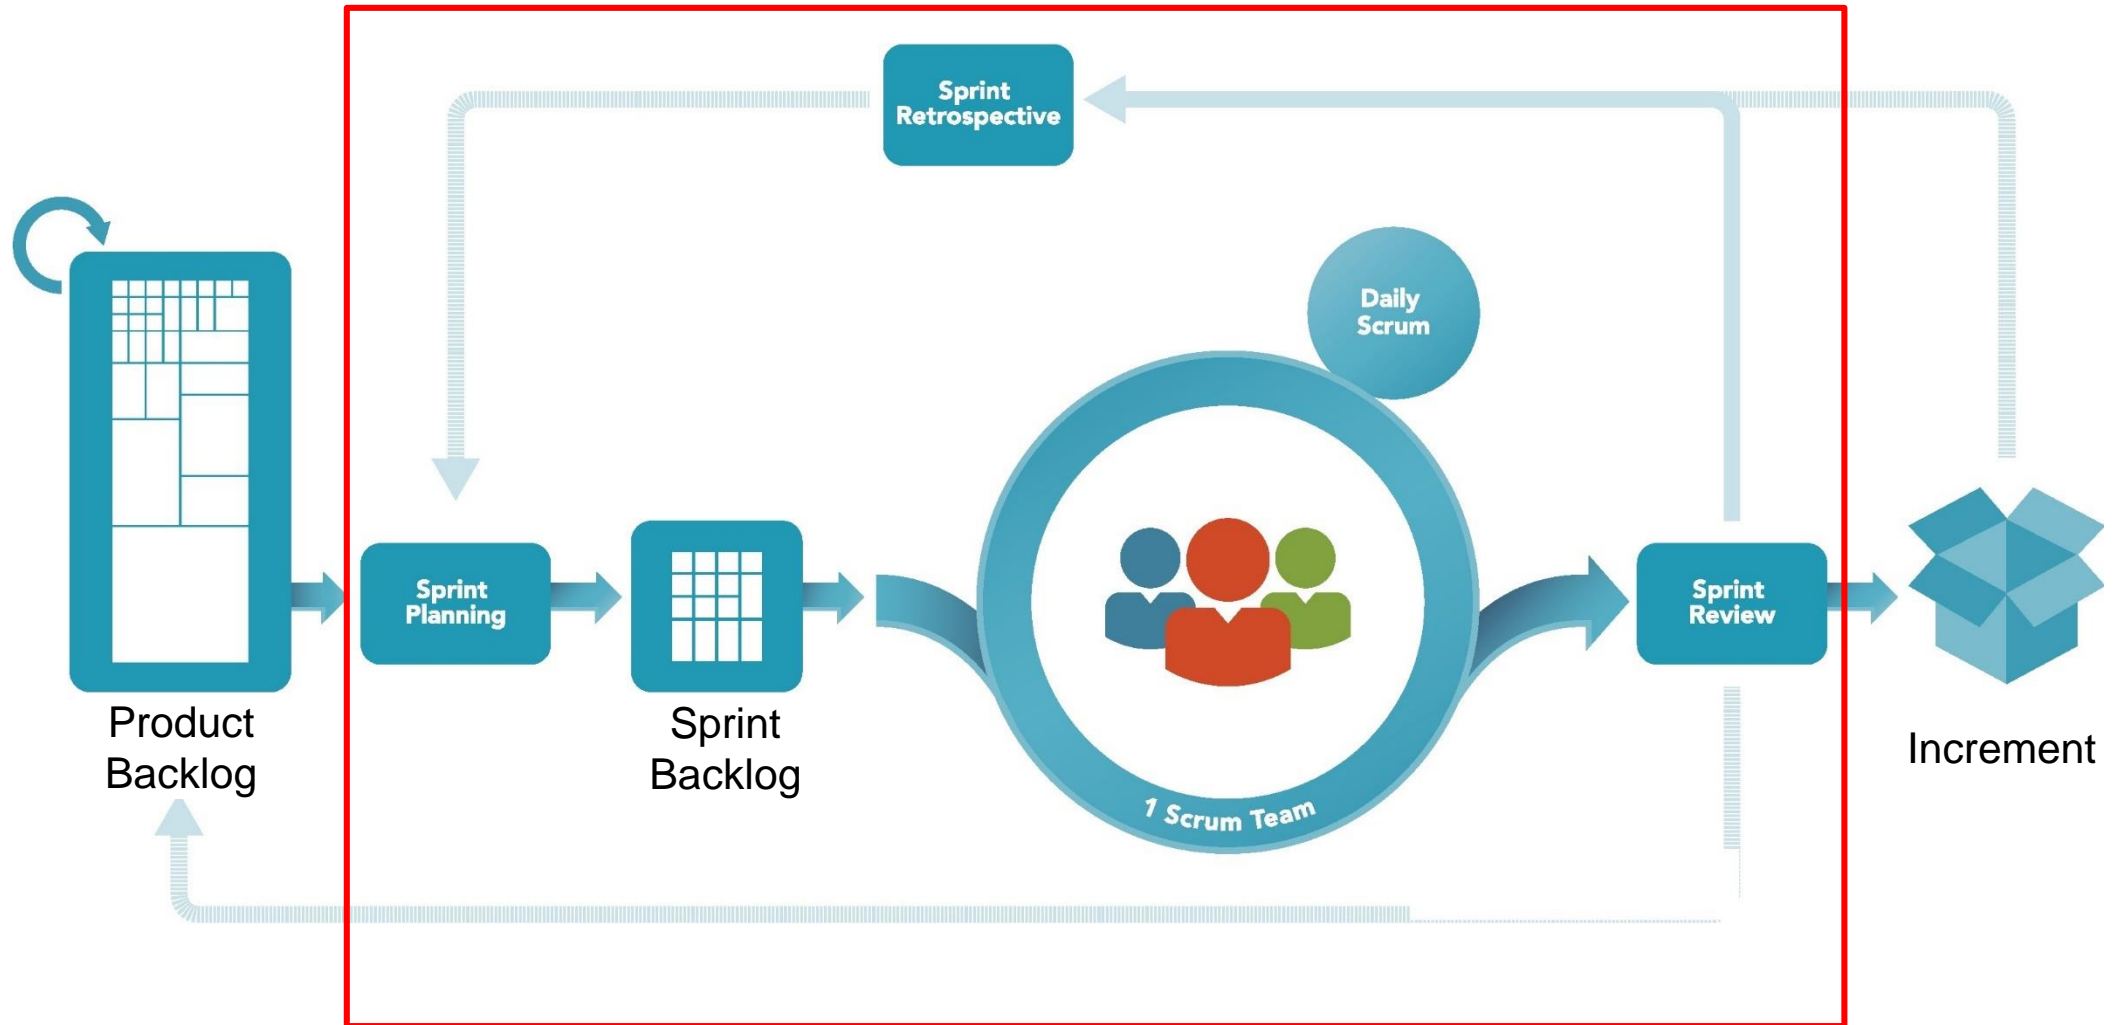 Sprint
Retrospective
Daily
Scrum
Sprint
Planning
Sprint
Review
Product
Backlog
Sprint
Backlog
1 Scrum Team
Increment